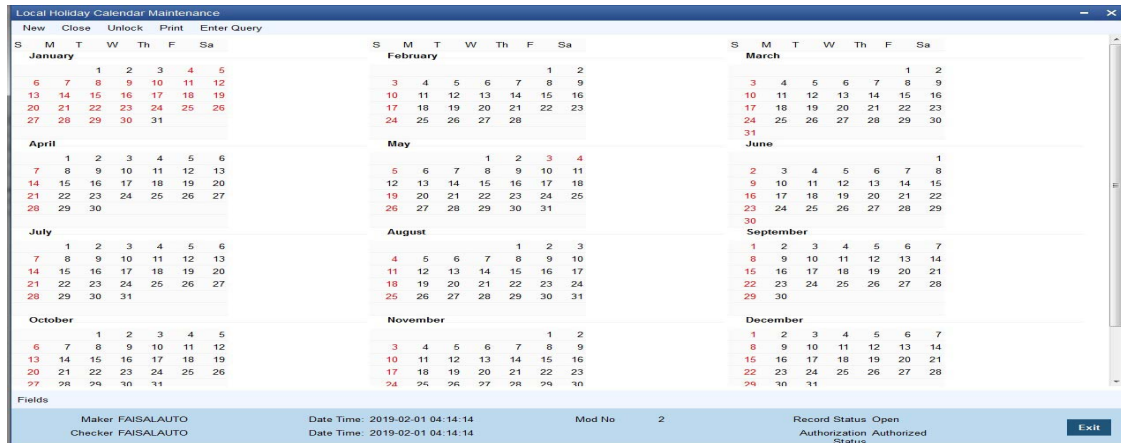 Local Holiday Calendar Maintenance
New Close Unlock Print Enter Query
S M T W Th F Sa S M T W Th F Sa S M T W Th F Sa
January February March
1 2 3 4 5 1 2 1 2
6 7 8 9 10 11 12 3 4 5 6 7 8 9 3 4 5 6 7 8 9
13 14 15 16 17 18 19 10 11 12 13 14 15 16 10 11 12 13 14 15 16
20 21 22 23 24 25 26 17 18 19 20 21 22 23 17 18 19 20 21 22 23
27 28 29 30 31 24 25 26 27 28 24 25 26 27 28 29 30
31
April May June
1 2 3 4 5 6 1 2 3 4 1
7 8 9 10 11 12 13 5 6 7 8 9 10 11 2 3 4 5 6 7 8
14 15 16 17 18 19 20 12 13 14 15 16 17 18 9 10 11 12 13 14 15
21 22 23 24 25 26 27 19 20 21 22 23 24 25 16 17 18 19 20 21 22
28 29 30 26 27 28 29 30 31 23 24 25 26 27 28 29
30
July August September
1 2 3 4 5 6 1 2 3 1 2 3 4 5 6 7
7 8 9 10 11 12 13 4 5 6 7 8 9 10 8 9 10 11 12 13 14
14 15 16 17 18 19 20 11 12 13 14 15 16 17 15 16 17 18 19 20 21
21 22 23 24 25 26 27 18 19 20 21 22 23 24 22 23 24 25 26 27 28
28 29 30 31 25 26 27 28 29 30 31 29 30
October November December
1 2 3 4 5 1 2 1 2 3 4 5 6 7
6 7 8 9 10 11 12 3 4 5 6 7 8 9 8 9 10 11 12 13 14
13 14 15 16 17 18 19 10 11 12 13 14 15 16 15 16 17 18 19 20 21
20 21 22 23 24 25 26 17 18 19 20 21 22 23 22 23 24 25 26 27 28
27 28 29 30 31 24 25 26 27 28 29 30 29 30 31
Fields
Maker FAISALAUTO Date Time: 2019-02-01 04:14:14 Mod No 2 Record Status Open
Checker FAISALAUTO Date Time: 2019-02-01 04:14:14 Authorization Authorized
Status
Exit